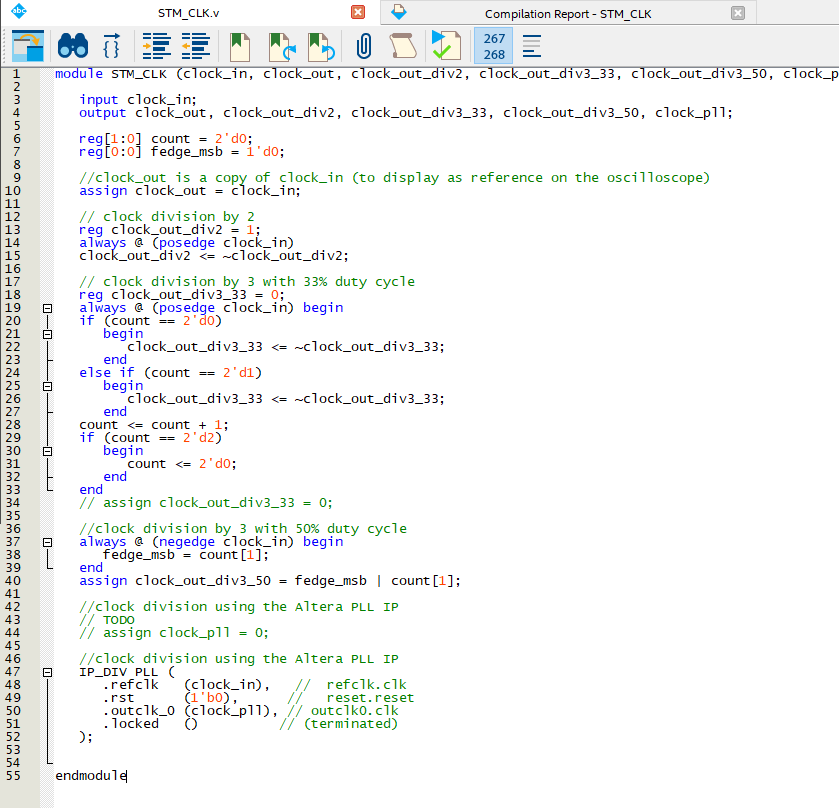 abc STM_CLK.v Compilation Report - STM_CLK
267
268
1 module STM_CLK (clock_in, clock_out, clock_out_div2, clock_out_div3_33, clock_out_div3_50, clock_p
2
3 input clock_in;
4 output clock_out, clock_out_div2, clock_out_div3_33, clock_out_div3_50, clock_pll;
5
6 reg[1:0] count = 2'd0;
7 reg[0:0] fedge_msb = 1'd0;
8
9 //clock_out is a copy of clock_in (to display as reference on the oscilloscope)
10 assign clock_out = clock_in;
11
12 // clock division by 2
13 reg clock_out_div2 = 1;
14 always @ (posedge clock_in)
15 clock_out_div2 <= ~clock_out_div2;
16
17 // clock division by 3 with 33% duty cycle
18 reg clock_out_div3_33 = 0;
19 always @ (posedge clock_in) begin
20 if (count == 2'd0)
21 begin
22 clock_out_div3_33 <= ~clock_out_div3_33;
23 end
24 else if (count == 2'd1)
25 begin
26 clock_out_div3_33 <= ~clock_out_div3_33;
27 end
28 count <= count + 1;
29 if (count == 2'd2)
30 begin
31 count <= 2'd0;
32 end
33 end
34 // assign clock_out_div3_33 = 0;
35
36 //clock division by 3 with 50% duty cycle
37 always @ (negedge clock_in) begin
38 fedge_msb = count[1];
39 end
40 assign clock_out_div3_50 = fedge_msb | count[1];
41
42 //clock division using the Altera PLL IP
43 // TODO
44 // assign clock_pll = 0;
45
46 //clock division using the Altera PLL IP
47 IP_DIV PLL (
48 .refclk (clock_in), // refclk.clk
49 .rst (1'b0), // reset.reset
50 .outclk_0 (clock_pll), // outclk0.clk
51 .locked () // (terminated)
52 );
53
54
55 endmodule